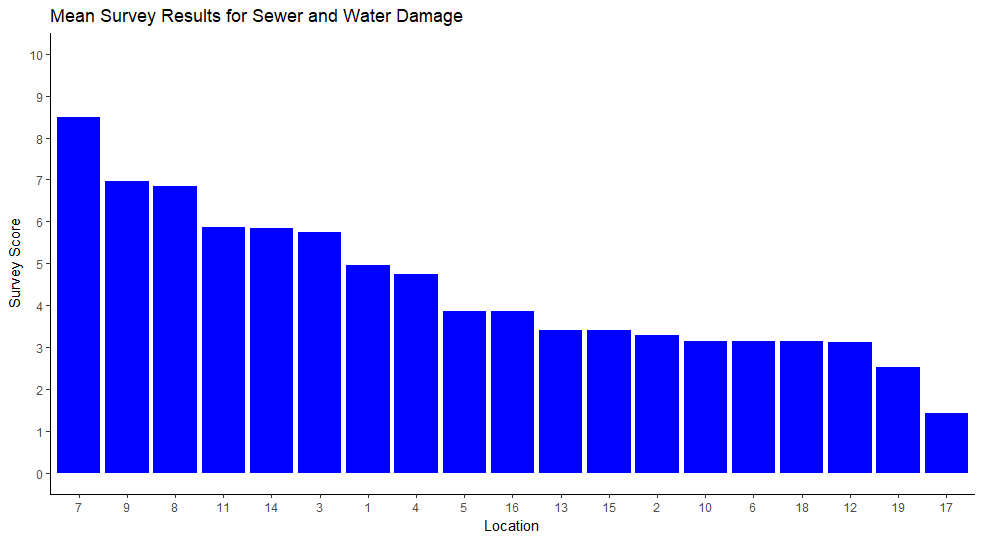 Mean Survey Results for Sewer and Water Damage
10
9
8
7
6
5
4
3
2
1
0
Survey Score
7 9 8 11 14 3 1 4 5 16 13 15 2 10 6 18 12 19 17
Location